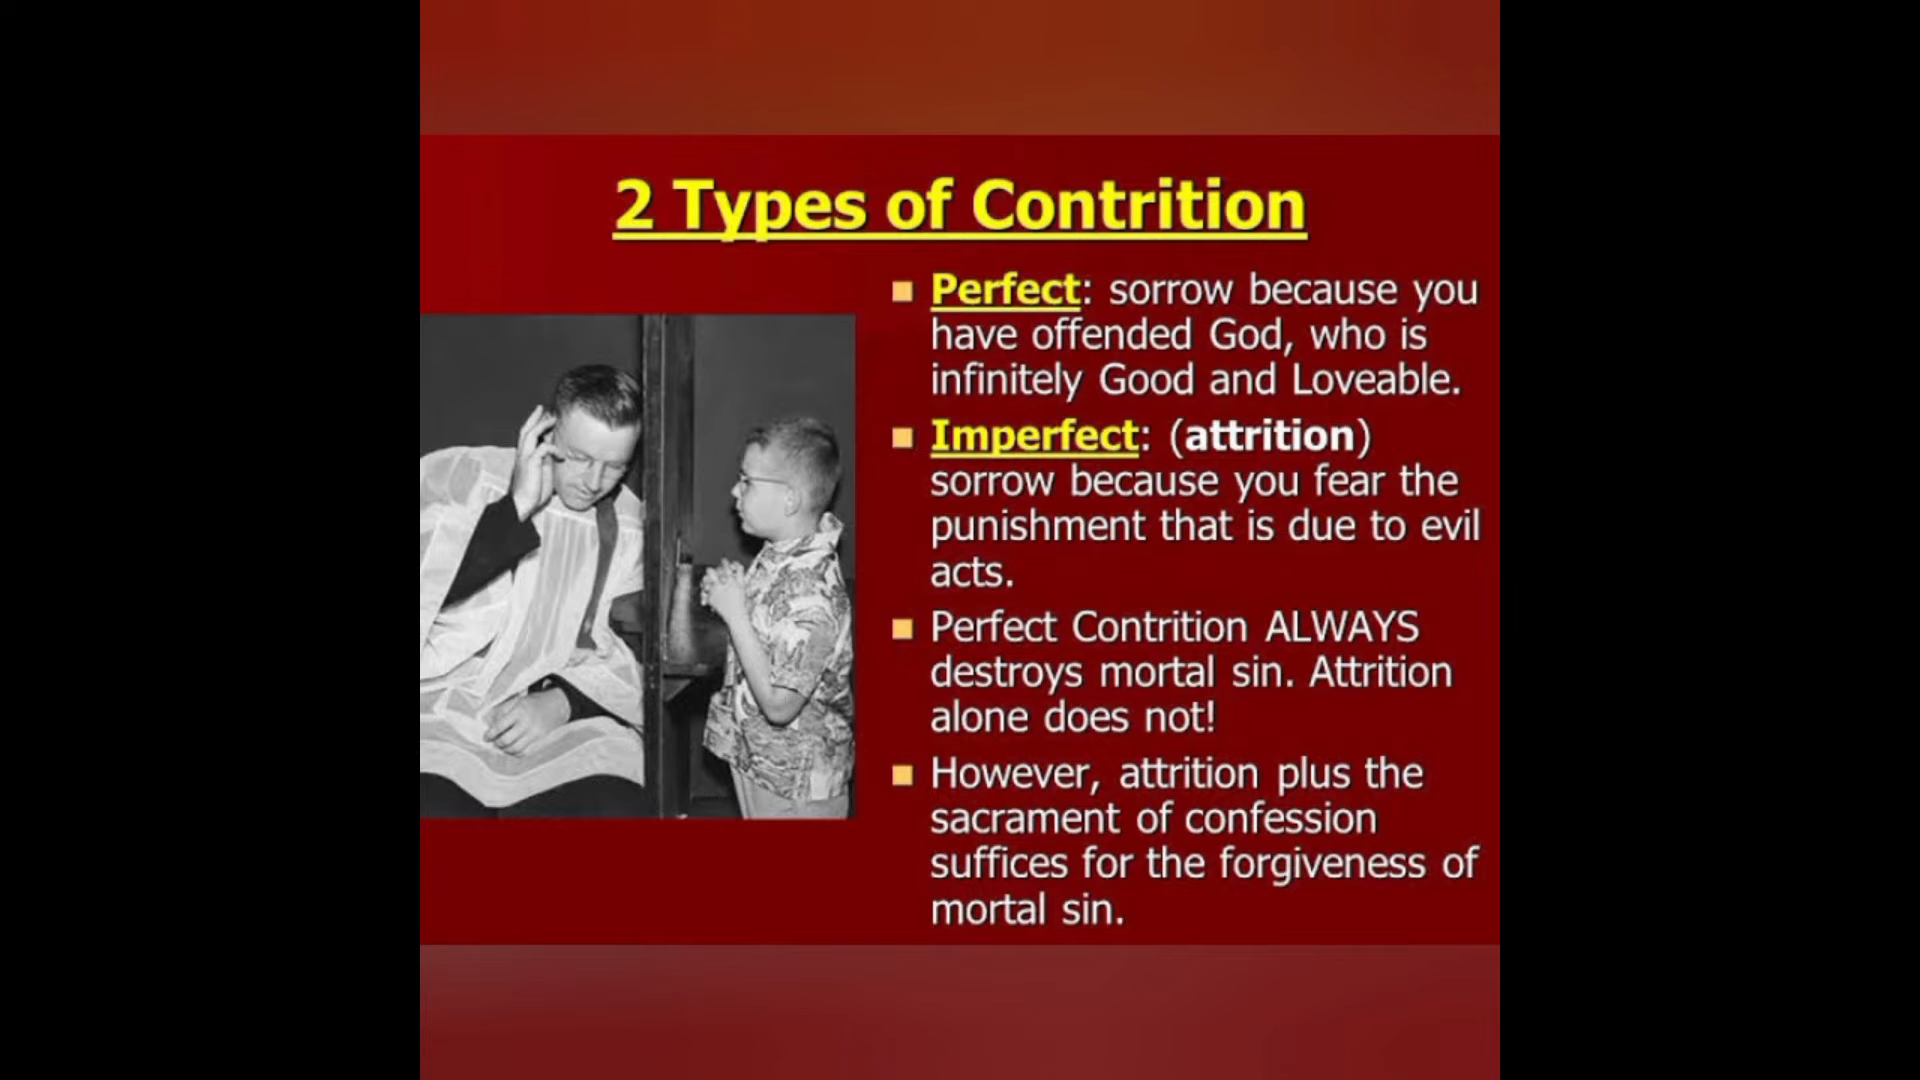 2 Types of Contrition
Perfect: sorrow because you
have offended God, who is
infinitely Good and Loveable.
Imperfect: (attrition)
sorrow because you fear the
punishment that is due to evil
acts.
Perfect Contrition ALWAYS
destroys mortal sin. Attrition
alone does not!
However, attrition plus the
sacrament of confession
suffices for the forgiveness of
mortal sin.